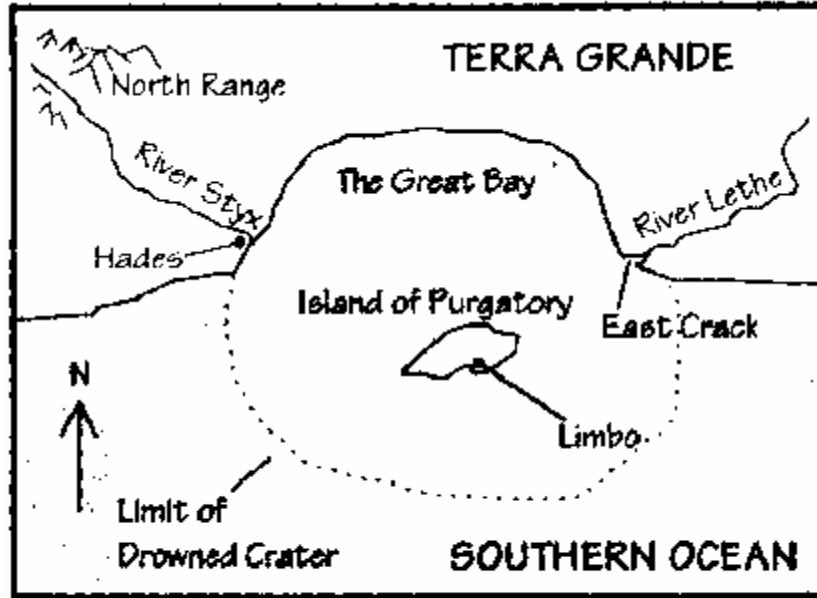 TERRA GRANDE
North Range
River Styx
The Great Bay
River Lethe
Hades
Island of Purgatory
East Crack
N
Limbo
Limit of
Drowned Crater
SOUTHERN OCEAN